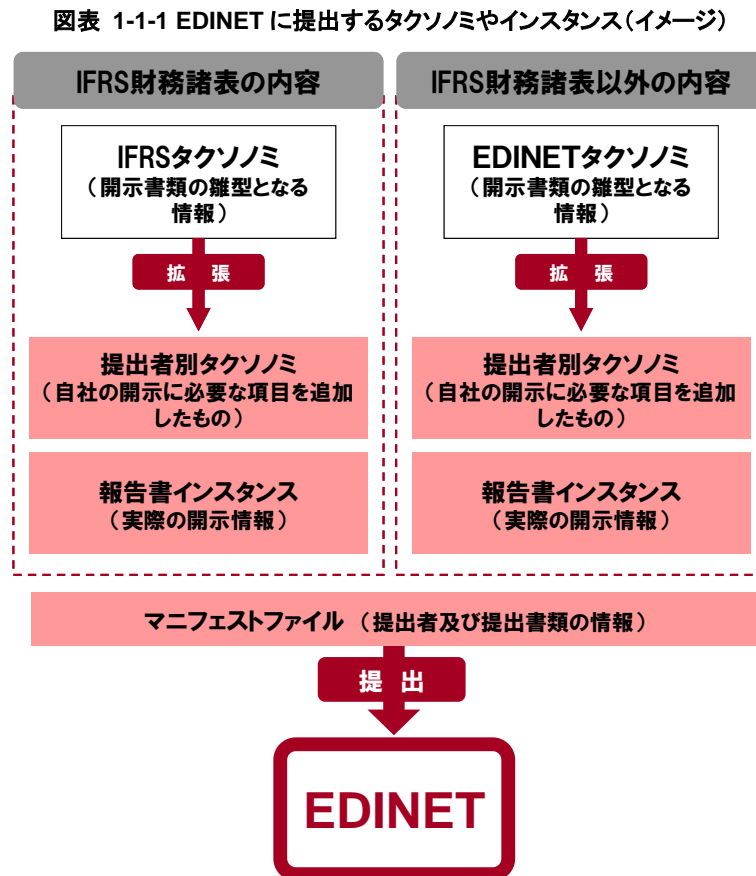 図表 1-1-1 EDINET に提出するタクソノミやインスタンス（イメージ）
IFRS財務諸表の内容
IFRSタクソノミ
（開示書類の雛型となる
情報）
拡 張
提出者別タクソノミ
（自社の開示に必要な項目を追加
したもの）
報告書インスタンス
（実際の開示情報）
IFRS財務諸表以外の内容
EDINETタクソノミ
（開示書類の雛型となる
情報）
拡 張
提出者別タクソノミ
（自社の開示に必要な項目を追加
したもの）
報告書インスタンス
（実際の開示情報）
マニフェストファイル （提出者及び提出書類の情報）
提 出
EDINET